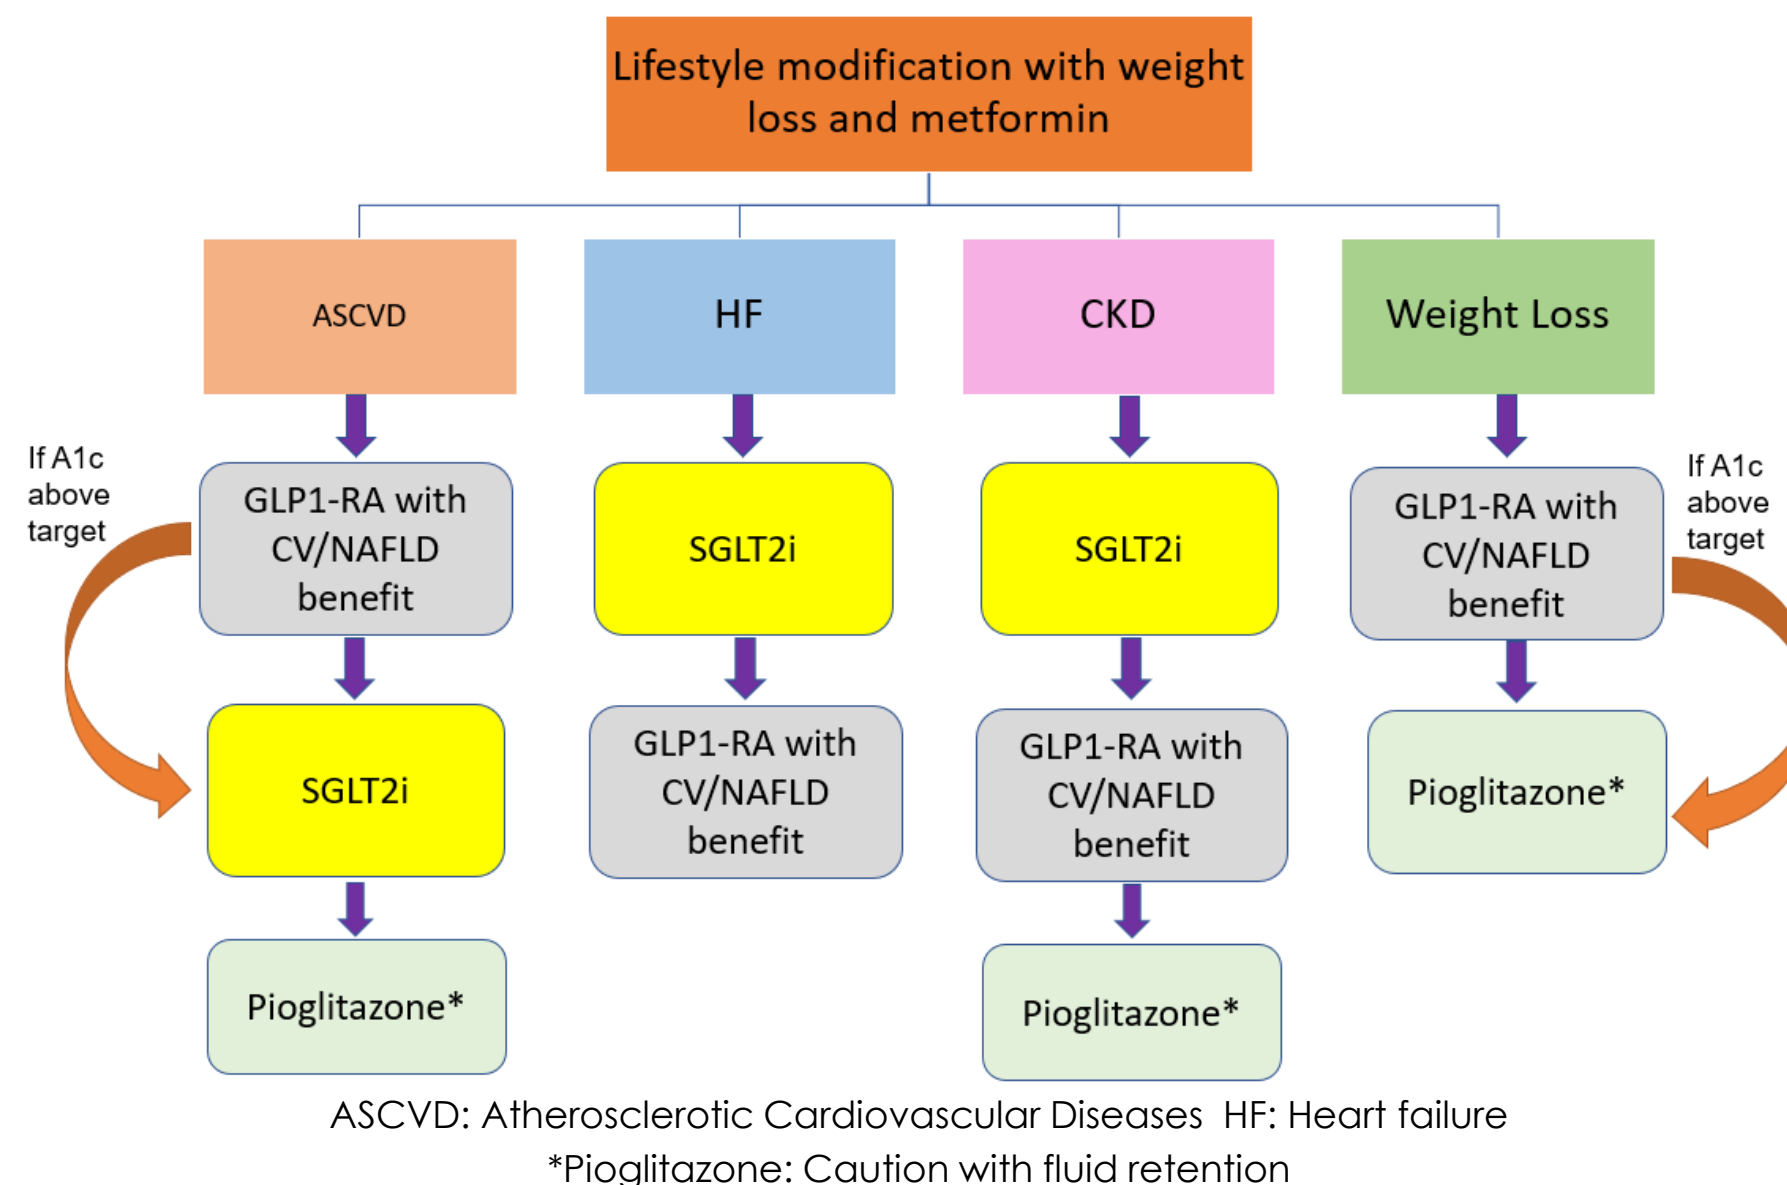 Lifestyle modification with weight
loss and metformin
ASCVD
HF
CKD
Weight Loss
If A1c
above
target
GLP1-RA with
CV/NAFLD
benefit
SGLT2i
SGLT2i
GLP1-RA with
CV/NAFLD
benefit
If A1c
above
target
SGLT2i
GLP1-RA with
CV/NAFLD
benefit
GLP1-RA with
CV/NAFLD
benefit
Pioglitazone*
Pioglitazone*
Pioglitazone*
ASCVD: Atherosclerotic Cardiovascular Diseases HF: Heart failure
*Pioglitazone: Caution with fluid retention